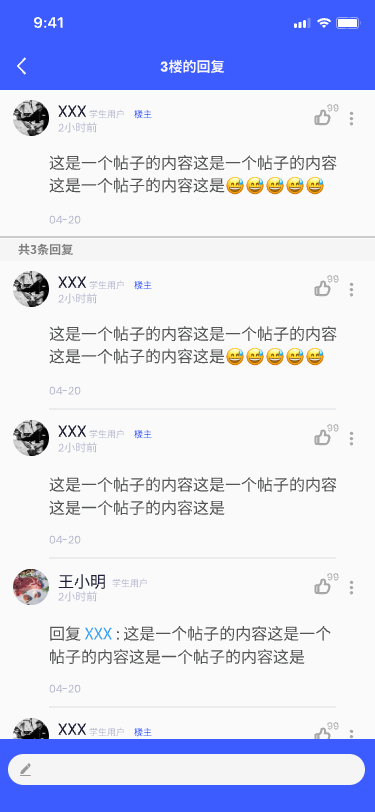 9:41
3楼的回复
XXX 学生用户 楼主
99
2小时前
这是一个帖子的内容这是一个帖子的内容
这是一个帖子的内容这是😅😅😅😅😅
04-20
共3条回复
XXX 学生用户 楼主
99
2小时前
这是一个帖子的内容这是一个帖子的内容
这是一个帖子的内容这是😅😅😅😅😅
04-20
XXX 学生用户 楼主
99
2小时前
这是一个帖子的内容这是一个帖子的内容
这是一个帖子的内容这是
04-20
王小明 学生用户
99
2小时前
回复 XXX : 这是一个帖子的内容这是一个
帖子的内容这是一个帖子的内容这是
04-20
XXX 学生用户 楼主
99